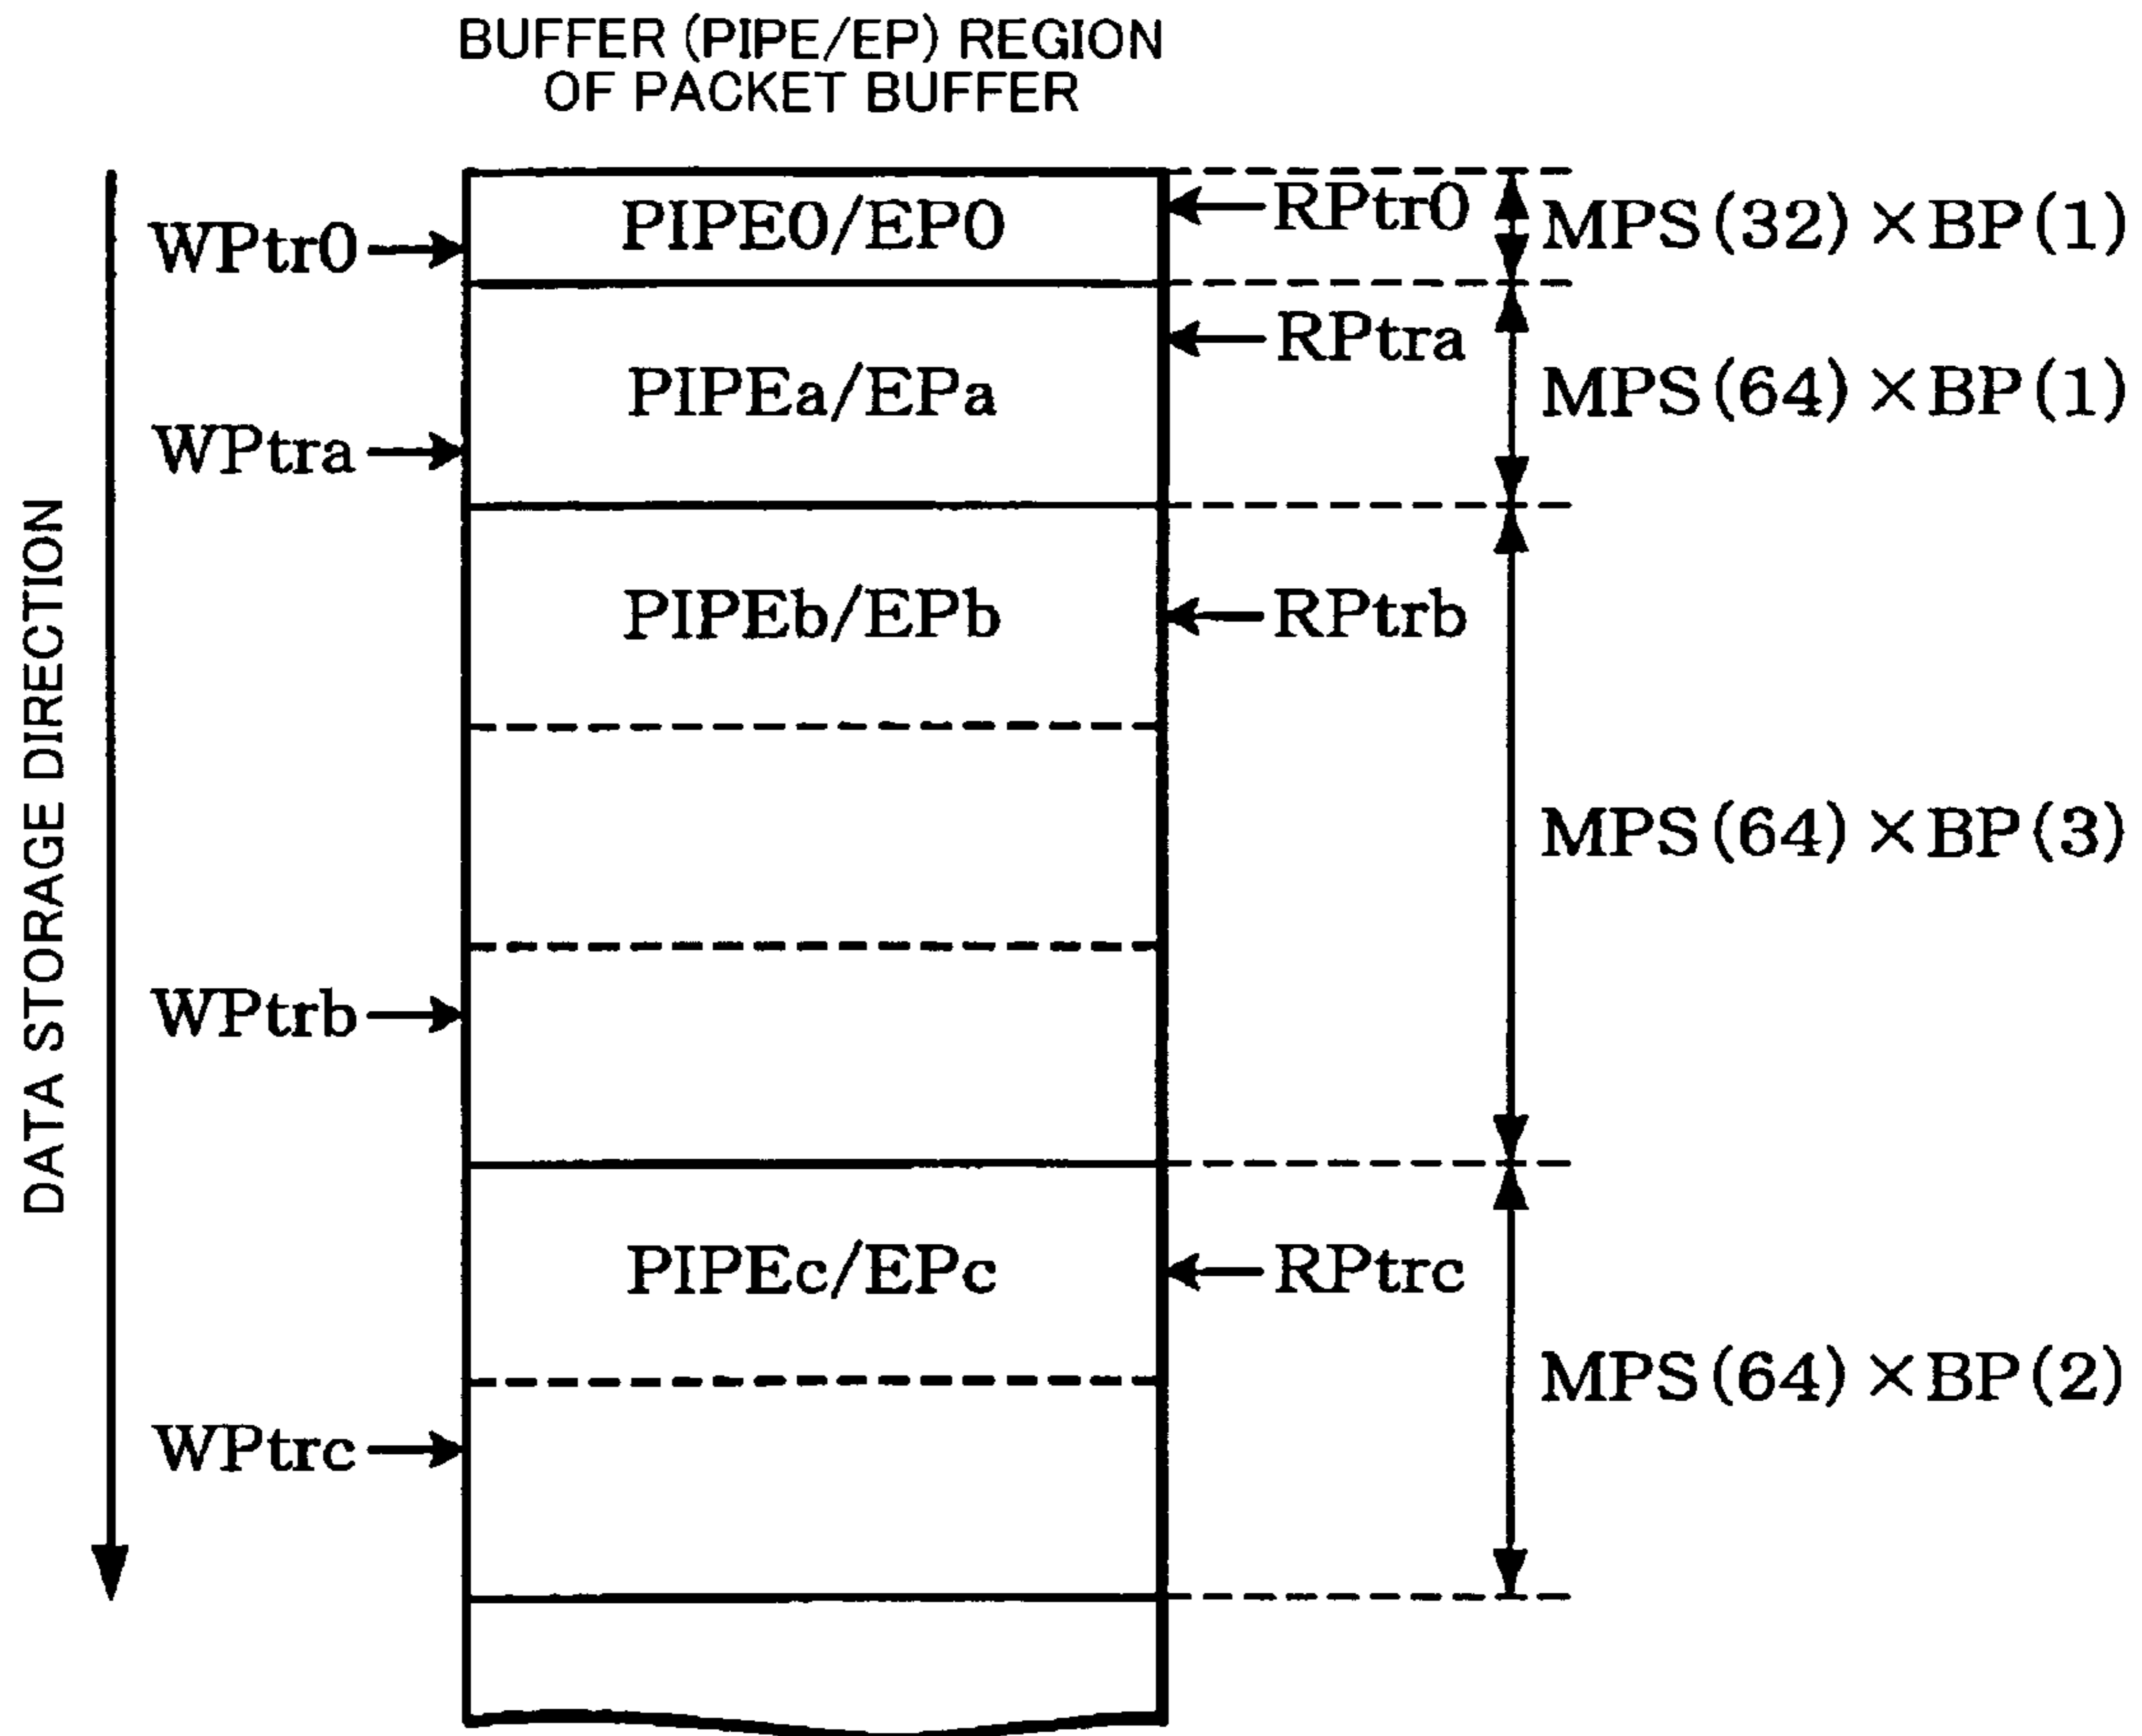 BUFFER (PIPE/EP) REGION
OF PACKET BUFFER
DATA STORAGE DIRECTION
WPtr0
PIPE0/EP0
RPtr0
MPS(32)×BP(1)
RPtra
PIPEa/EPa
MPS(64)×BP(1)
WPtra
PIPEb/EPb
RPtrb
MPS(64)×BP(3)
WPtrb
PIPEc/EPc
RPtrc
MPS(64)×BP(2)
WPtrc